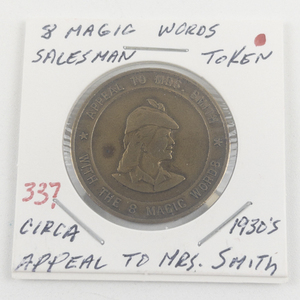 8 MAGIC WORDS
SALESMAN TOKEN
★ APPEAL TO MRS. SMITH ★
WITH THE 8 MAGIC WORDS
337
CIRCA 1930'S
APPEAL TO MRS. SMITH